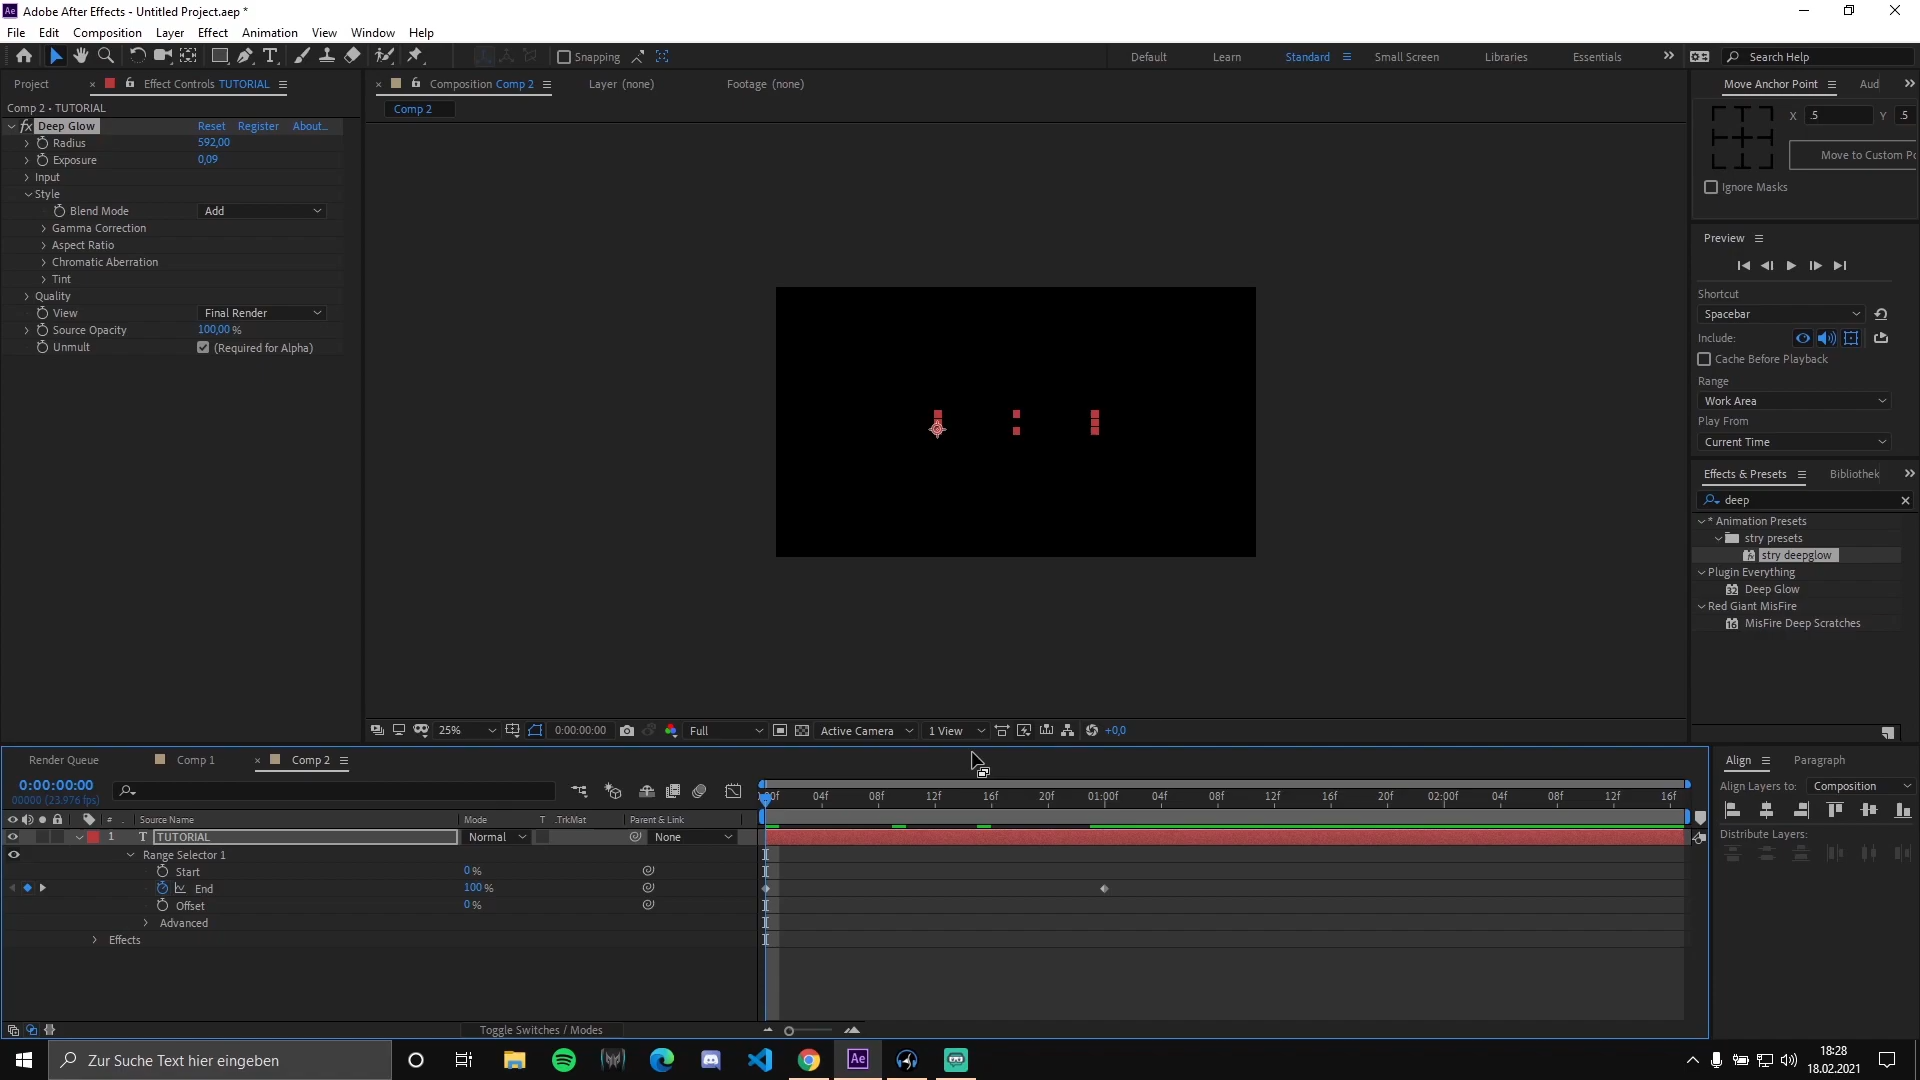 Ae Adobe After Effects - Untitled Project.aep *
File Edit Composition Layer Effect Animation View Window Help
Snapping
Default Learn Standard Small Screen Libraries Essentials Search Help
Project Effect Controls TUTORIAL
Comp 2 • TUTORIAL
fx Deep Glow Reset Register About...
Radius 592,00
Exposure 0,09
Input
Style
Blend Mode Add
Gamma Correction
Aspect Ratio
Chromatic Aberration
Tint
Quality
View Final Render
Source Opacity 100,00 %
Unmult (Required for Alpha)
Composition Comp 2 Layer (none) Footage (none)
Comp 2
25% 0:00:00:00 Full Active Camera 1 View +0,0
Move Anchor Point Aud
X .5 Y .5
Move to Custom Po
Ignore Masks
Preview
Shortcut
Spacebar
Include:
Cache Before Playback
Range
Work Area
Play From
Current Time
Effects & Presets Bibliothek
deep
* Animation Presets
stry presets
stry deepglow
Plugin Everything
Deep Glow
Red Giant MisFire
MisFire Deep Scratches
Render Queue Comp 1 Comp 2
0:00:00:00
00000 (23.976 fps)
04f 08f 12f 16f 20f 01:00f 04f 08f 12f 16f 20f 02:00f 04f 08f 12f 16f
# Source Name Mode T .TrkMat Parent & Link
1 T TUTORIAL Normal None
Range Selector 1
Start 0 %
End 100 %
Offset 0 %
Advanced
Effects
Toggle Switches / Modes
Align Paragraph
Align Layers to: Composition
Distribute Layers:
Zur Suche Text hier eingeben
Ae
18:28
18.02.2021